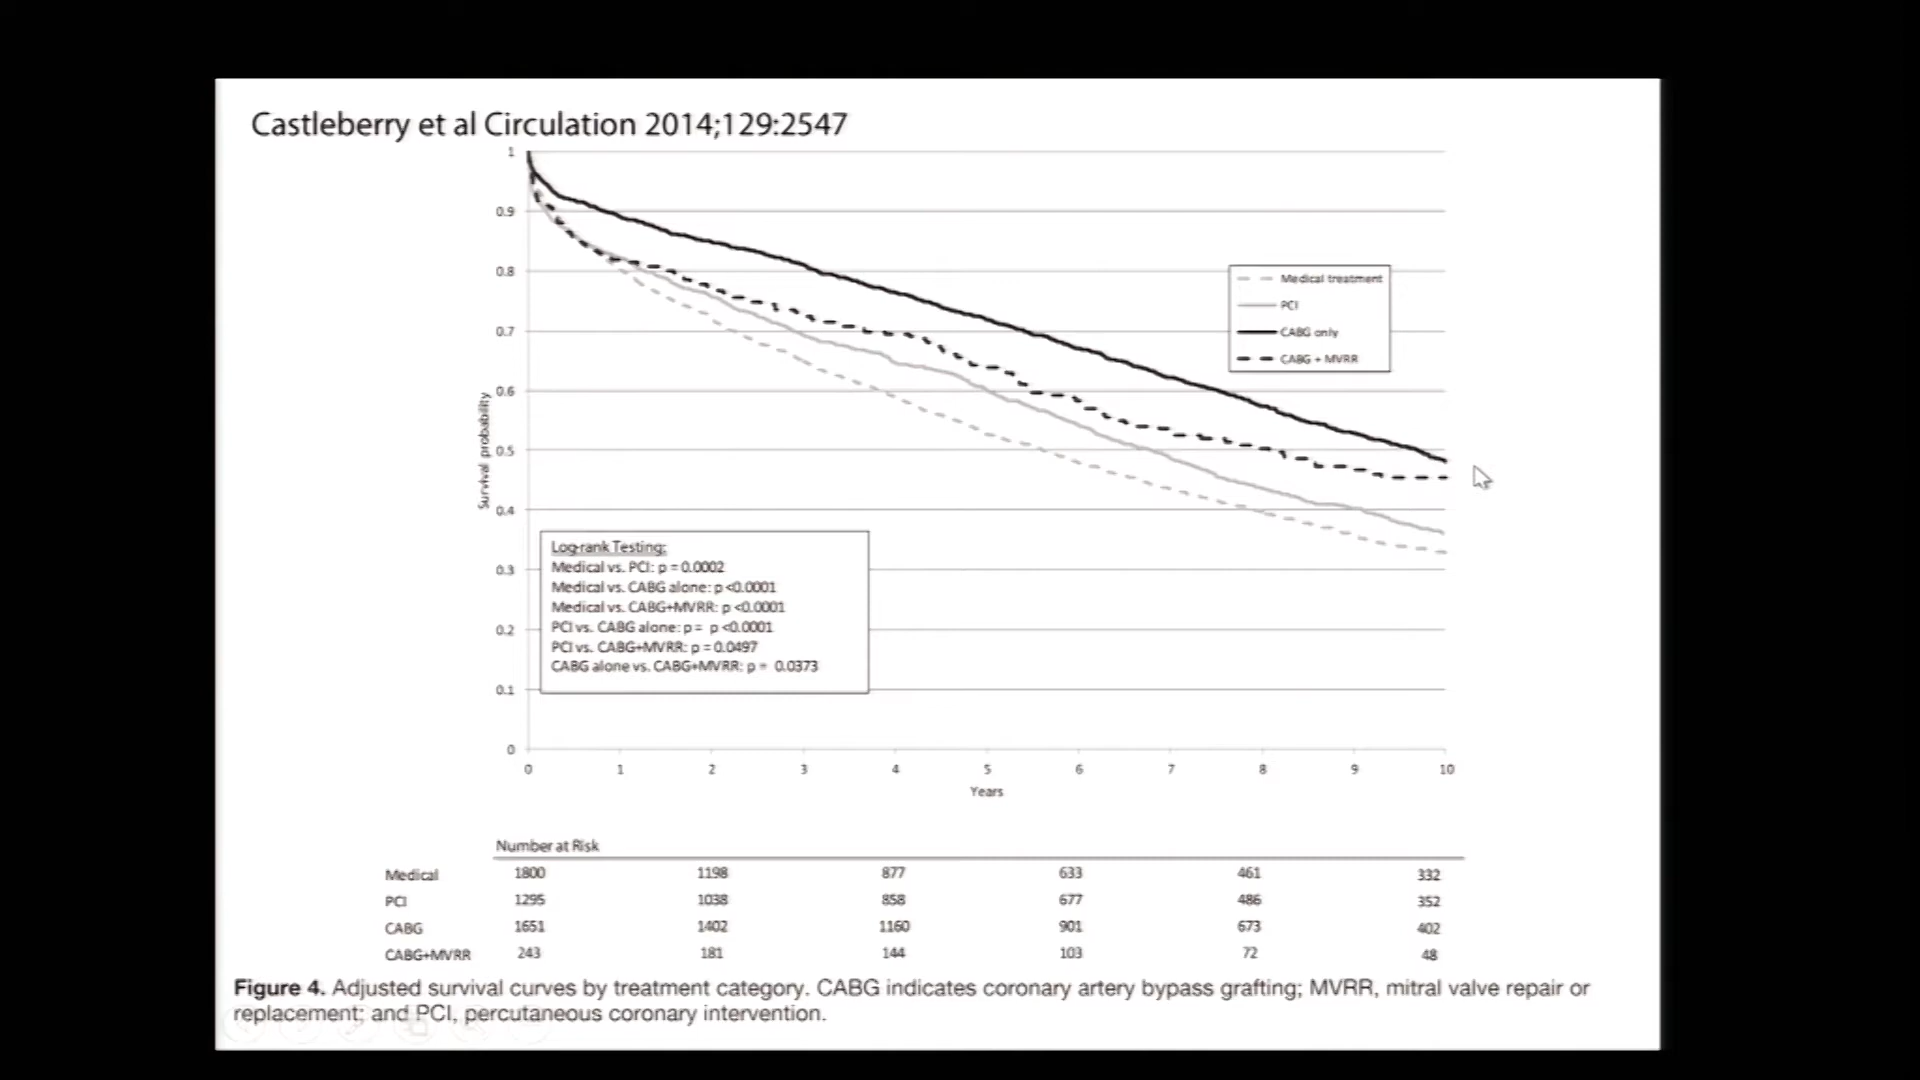 Castleberry et al Circulation 2014;129:2547
1
0.9
0.8
0.7
0.6
0.5
0.4
0.3
0.2
0.1
0
Survival probability
Medical treatment
PCI
CABG only
CABG + MVRR
Log-rank Testing:
Medical vs. PCI: p = 0.0002
Medical vs. CABG alone: p <0.0001
Medical vs. CABG+MVRR: p <0.0001
PCI vs. CABG alone: p = p <0.0001
PCI vs. CABG+MVRR: p = 0.0497
CABG alone vs. CABG+MVRR: p = 0.0373
0 1 2 3 4 5 6 7 8 9 10
Years
Number at Risk
Medical 1800 1198 877 633 461 332
PCI 1295 1038 858 677 486 352
CABG 1651 1402 1160 901 673 402
CABG+MVRR 243 181 144 103 72 48
Figure 4. Adjusted survival curves by treatment category. CABG indicates coronary artery bypass grafting; MVRR, mitral valve repair or
replacement; and PCI, percutaneous coronary intervention.